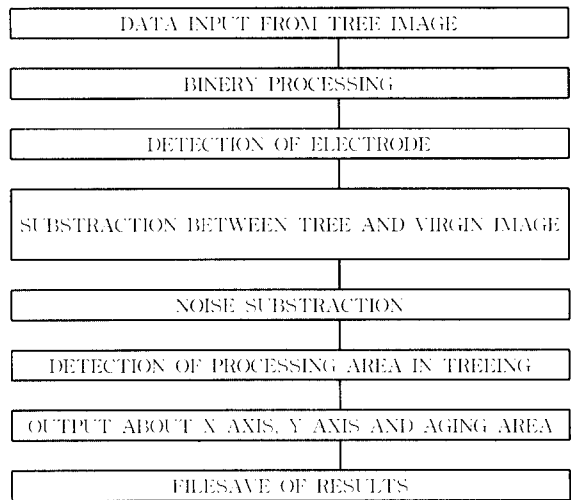 DATA INPUT FROM TREE IMAGE
BINERY PROCESSING
DETECTION OF ELECTRODE
SUBSTRACTION BETWEEN TREE AND VIRGIN IMAGE
NOISE SUBSTRACTION
DETECTION OF PROCESSING AREA IN TREEING
OUTPUT ABOUT X AXIS, Y AXIS AND AGING AREA
FILESAVE OF RESULTS